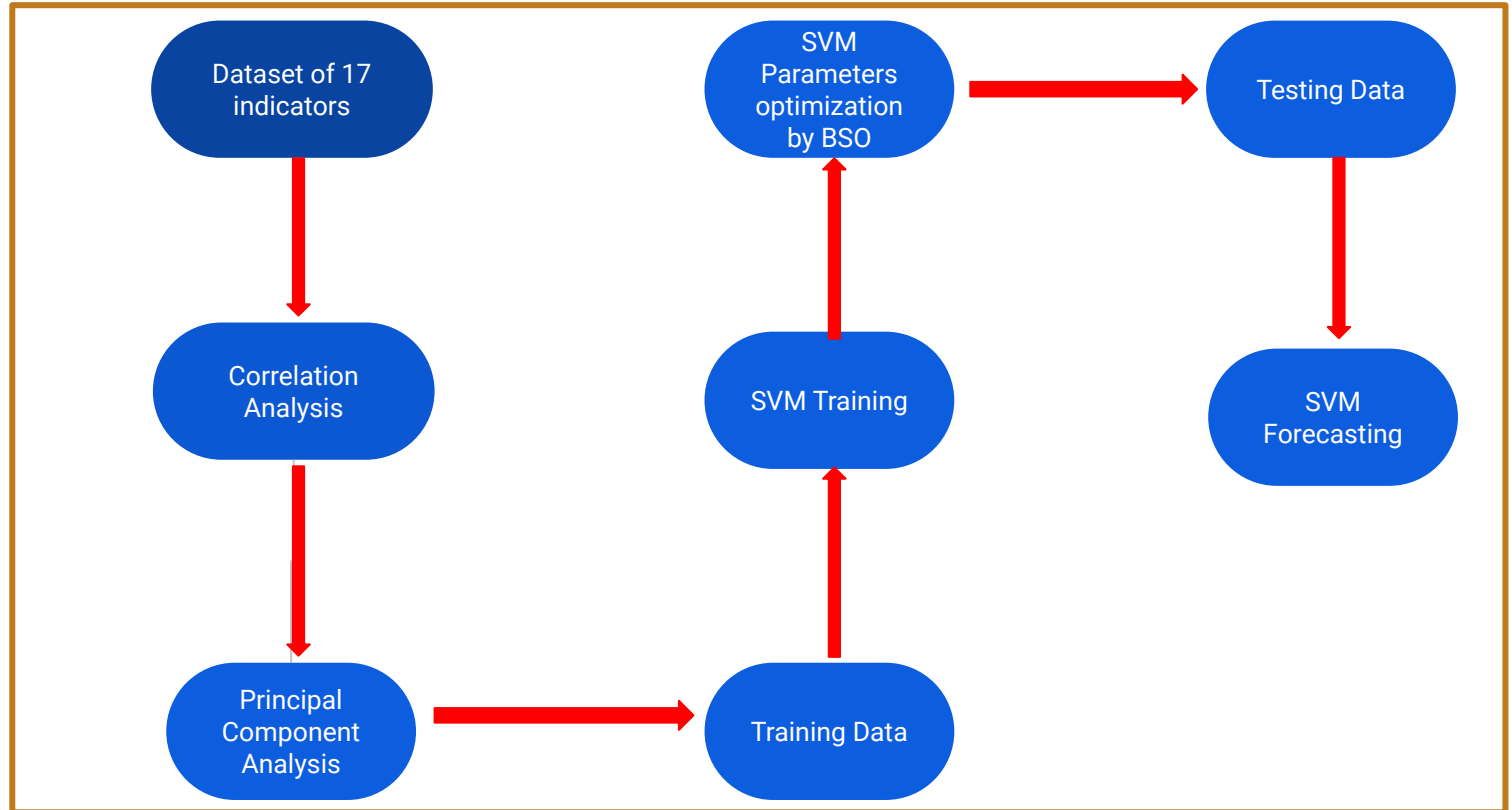 Dataset of 17
indicators
Correlation
Analysis
Principal
Component
Analysis
Training Data
SVM Training
SVM
Parameters
optimization
by BSO
Testing Data
SVM
Forecasting